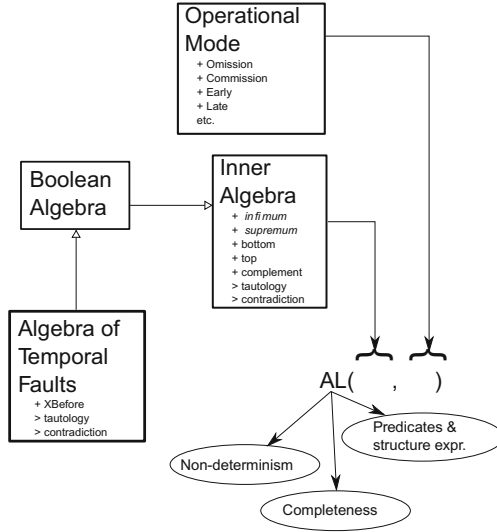 Operational
Mode
+ Omission
+ Commission
+ Early
+ Late
etc.
Boolean
Algebra
Inner
Algebra
+ infimum
+ supremum
+ bottom
+ top
+ complement
> tautology
> contradiction
Algebra of
Temporal
Faults
+ XBefore
> tautology
> contradiction
AL( , )
Predicates &
structure expr.
Non-determinism
Completeness